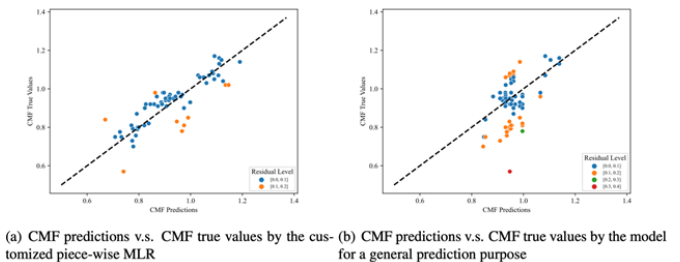 1.4
1.2
1.0
0.8
0.6
CMF True Values
0.6 0.8 1.0 1.2 1.4
CMF Predictions
Residual Level
[0.0, 0.1]
[0.1, 0.2]
1.4
1.2
1.0
0.8
0.6
CMF True Values
0.6 0.8 1.0 1.2 1.4
CMF Predictions
Residual Level
[0.0, 0.1]
[0.1, 0.2]
[0.2, 0.3]
[0.3, 0.4]
(a) CMF predictions v.s. CMF true values by the cus-
tomized piece-wise MLR
(b) CMF predictions v.s. CMF true values by the model
for a general prediction purpose